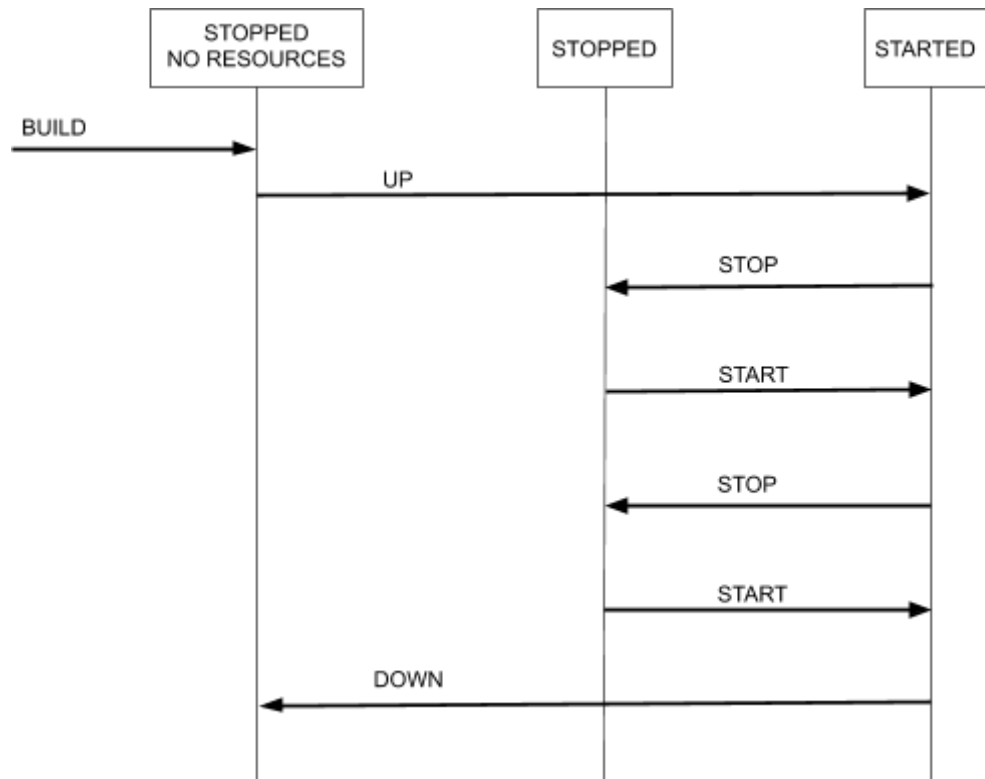 STOPPED
NO RESOURCES
STOPPED
STARTED
BUILD
UP
STOP
START
STOP
START
DOWN